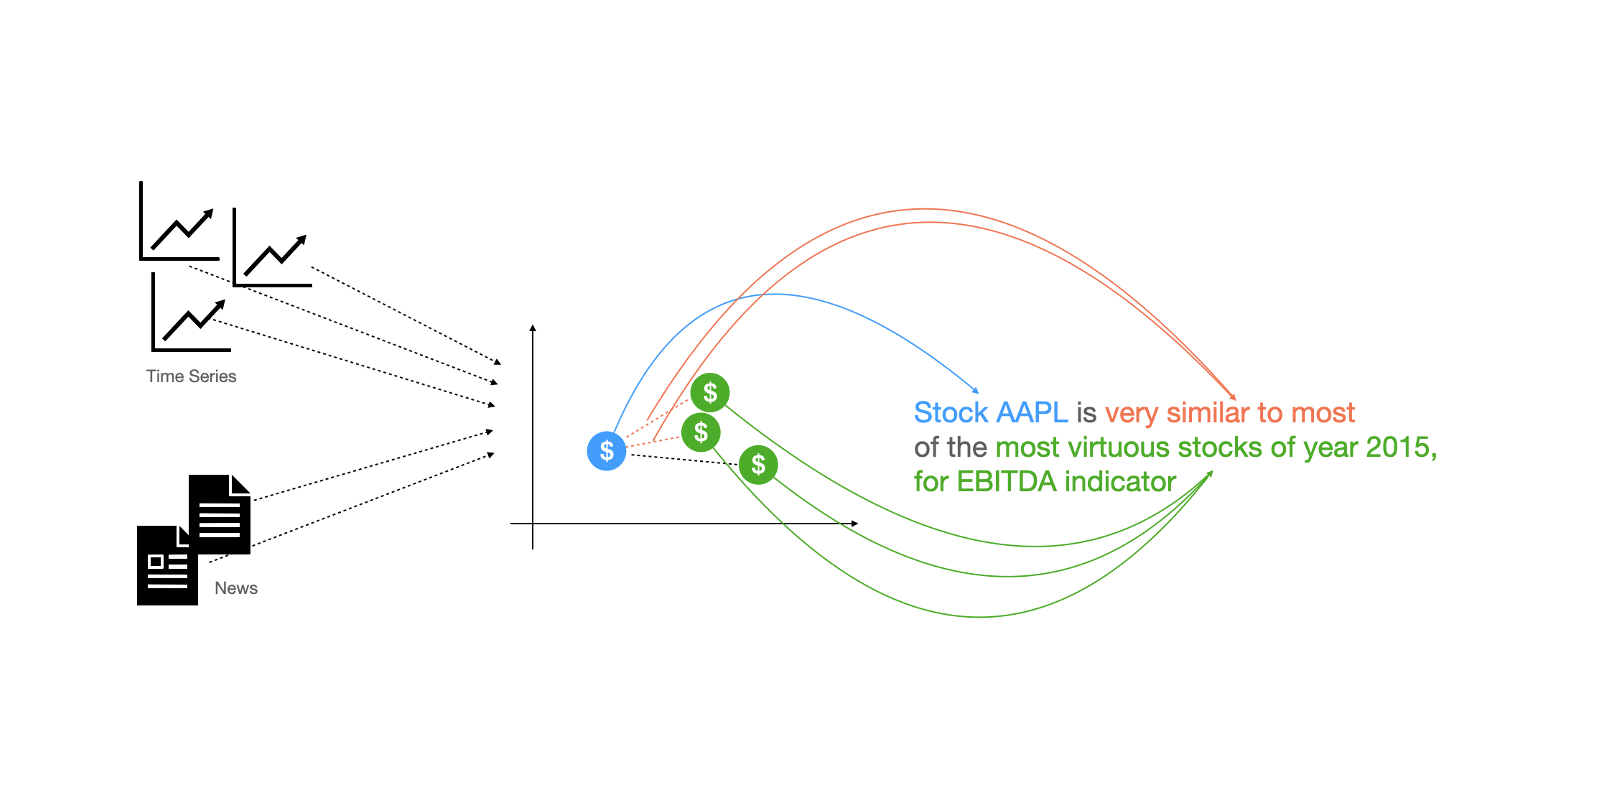 Time Series
News
$
$
$
$
Stock AAPL is very similar to most
of the most virtuous stocks of year 2015,
for EBITDA indicator